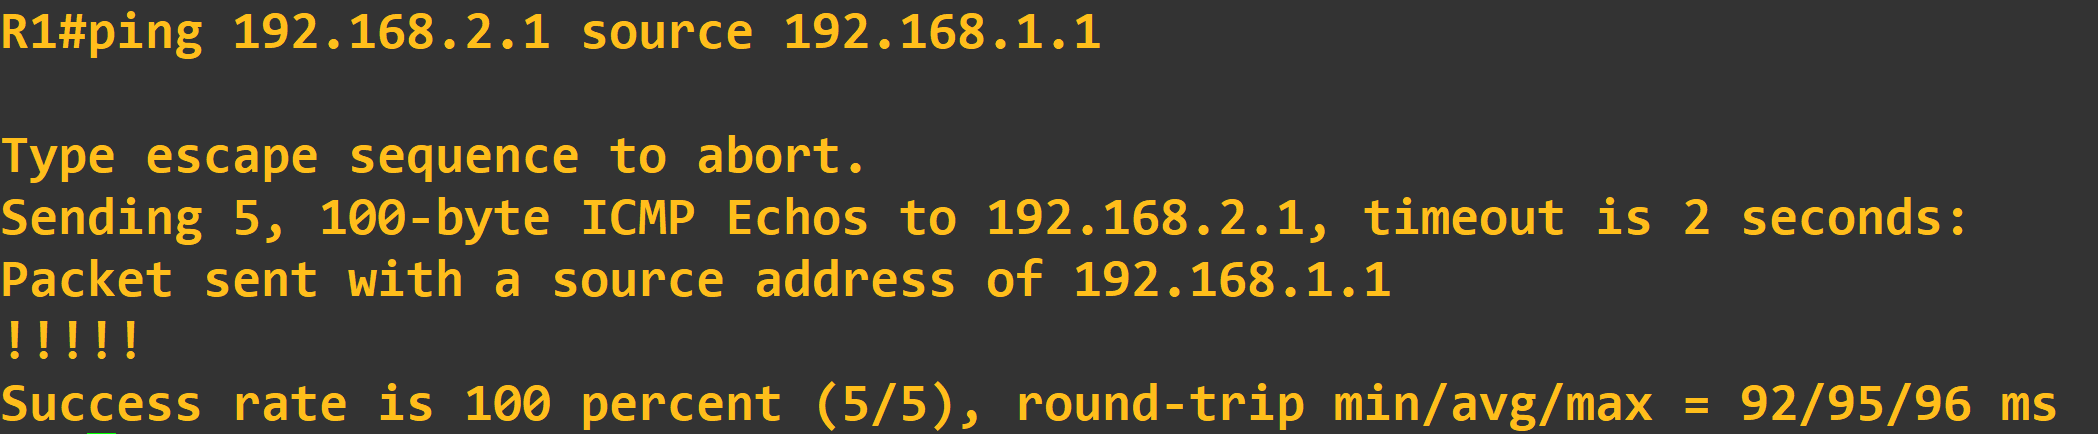 R1#ping 192.168.2.1 source 192.168.1.1
Type escape sequence to abort.
Sending 5, 100-byte ICMP Echos to 192.168.2.1, timeout is 2 seconds:
Packet sent with a source address of 192.168.1.1
!!!!!
Success rate is 100 percent (5/5), round-trip min/avg/max = 92/95/96 ms